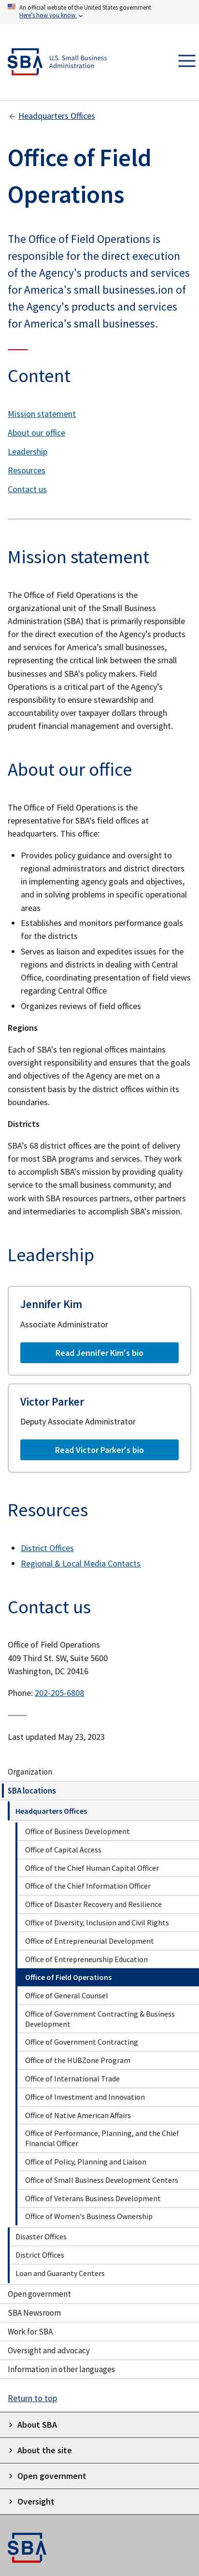 An official website of the United States government
Here's how you know
SBA U.S. Small Business
Administration
Headquarters Offices
Office of Field
Operations
The Office of Field Operations is
responsible for the direct execution
of the Agency's products and services
for America's small businesses.ion of
the Agency's products and services
for America's small businesses.
Content
Mission statement
About our office
Leadership
Resources
Contact us
Mission statement
The Office of Field Operations is the
organizational unit of the Small Business
Administration (SBA) that is primarily responsible
for the direct execution of the Agency's products
and services for America's small businesses,
representing the critical link between the small
businesses and SBA's policy makers. Field
Operations is a critical part of the Agency's
responsibility to ensure stewardship and
accountability over taxpayer dollars through
prudent financial management and oversight.
About our office
The Office of Field Operations is the
representative for SBA's field offices at
headquarters. This office:
Provides policy guidance and oversight to
regional administrators and district directors
in implementing agency goals and objectives,
and in solving problems in specific operational
areas
Establishes and monitors performance goals
for the districts
Serves as liaison and expedites issues for the
regions and districts in dealing with Central
Office, coordinating presentation of field views
regarding Central Office
Organizes reviews of field offices
Regions
Each of SBA's ten regional offices maintains
oversight responsibility and ensures that the goals
and objectives of the Agency are met on a
consistent basis by the district offices within its
boundaries.
Districts
SBA's 68 district offices are the point of delivery
for most SBA programs and services. They work
to accomplish SBA's mission by providing quality
service to the small business community; and
work with SBA resources partners, other partners
and intermediaries to accomplish SBA's mission.
Leadership
Jennifer Kim
Associate Administrator
Read Jennifer Kim's bio
Victor Parker
Deputy Associate Administrator
Read Victor Parker's bio
Resources
District Offices
Regional & Local Media Contacts
Contact us
Office of Field Operations
409 Third St. SW, Suite 5600
Washington, DC 20416
Phone: 202-205-6808
Last updated May 23, 2023
Organization
SBA locations
Headquarters Offices
Office of Business Development
Office of Capital Access
Office of the Chief Human Capital Officer
Office of the Chief Information Officer
Office of Disaster Recovery and Resilience
Office of Diversity, Inclusion and Civil Rights
Office of Entrepreneurial Development
Office of Entrepreneurship Education
Office of Field Operations
Office of General Counsel
Office of Government Contracting & Business
Development
Office of Government Contracting
Office of the HUBZone Program
Office of International Trade
Office of Investment and Innovation
Office of Native American Affairs
Office of Performance, Planning, and the Chief
Financial Officer
Office of Policy, Planning and Liaison
Office of Small Business Development Centers
Office of Veterans Business Development
Office of Women's Business Ownership
Disaster Offices
District Offices
Loan and Guaranty Centers
Open government
SBA Newsroom
Work for SBA
Oversight and advocacy
Information in other languages
Return to top
About SBA
About the site
Open government
Oversight
SBA